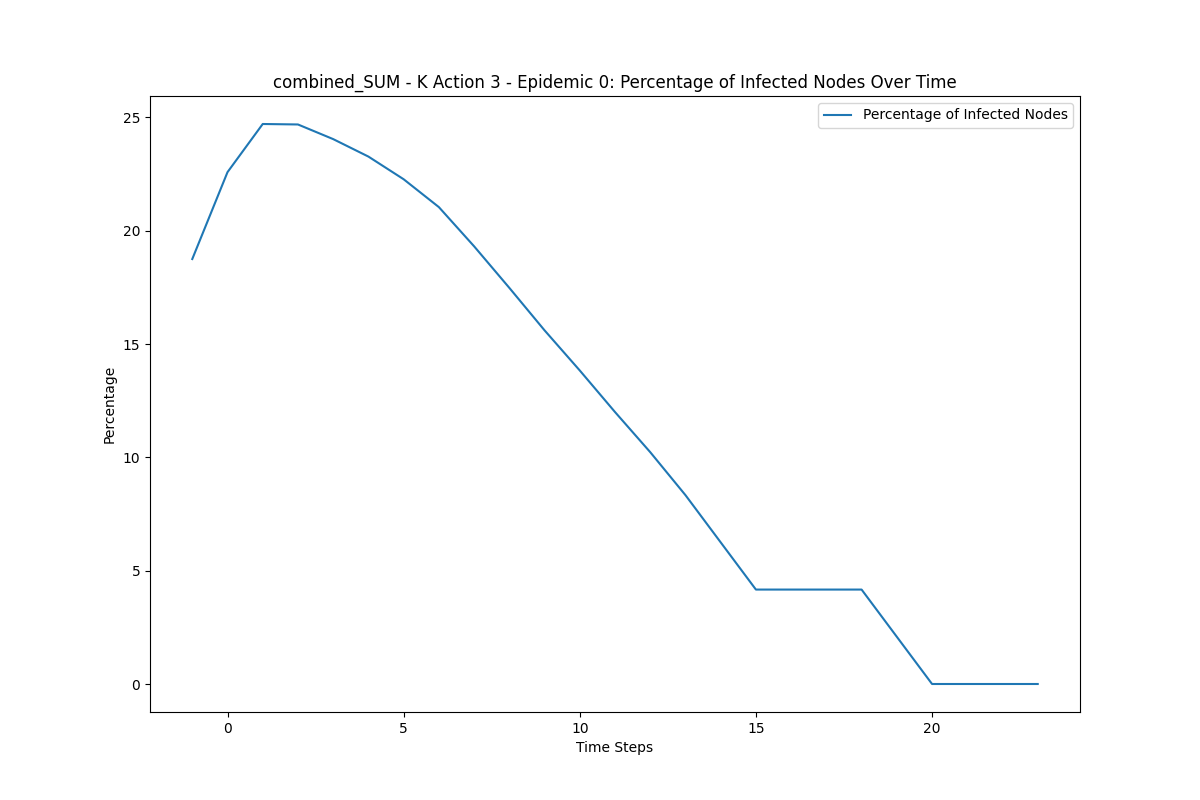 combined_SUM - K Action 3 - Epidemic 0: Percentage of Infected Nodes Over Time
Percentage of Infected Nodes
25
20
15
10
5
0
Percentage
0 5 10 15 20
Time Steps